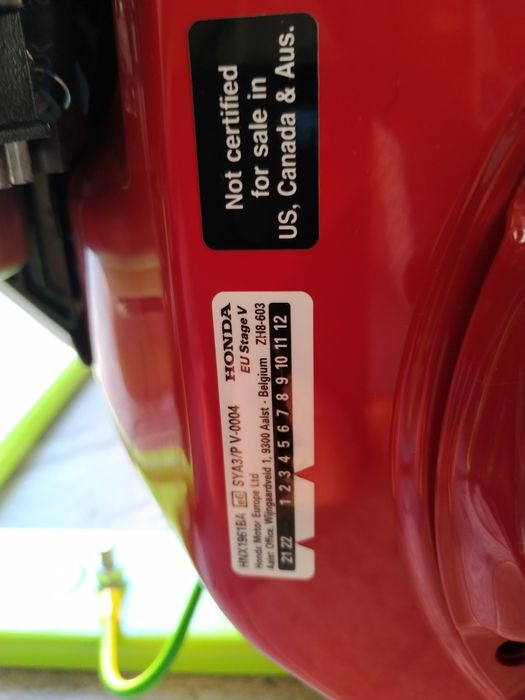 Not certified
for sale in
US, Canada & Aus.
HNX1961BA SYA3/P V-0004 HONDA
Honda Motor Europe Ltd EU Stage V
Aalst Office, Wijngaardveld 1, 9300 Aalst - Belgium ZH8-603
21 22 1 2 3 4 5 6 7 8 9 10 11 12